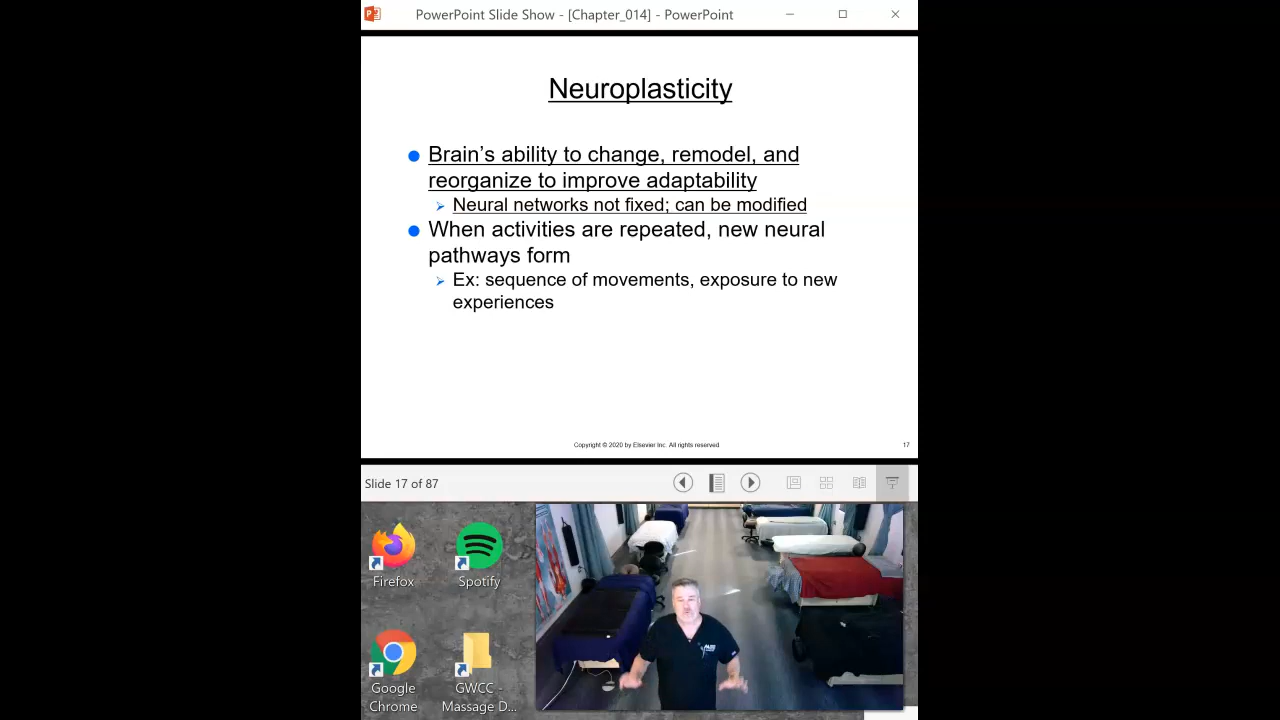 PowerPoint Slide Show - [Chapter_014] - PowerPoint
Neuroplasticity
Brain's ability to change, remodel, and
reorganize to improve adaptability
Neural networks not fixed; can be modified
When activities are repeated, new neural
pathways form
Ex: sequence of movements, exposure to new
experiences
Copyright © 2020 by Elsevier Inc. All rights reserved.
17
Slide 17 of 87
Firefox
Spotify
Google
Chrome
GWCC -
Massage D...